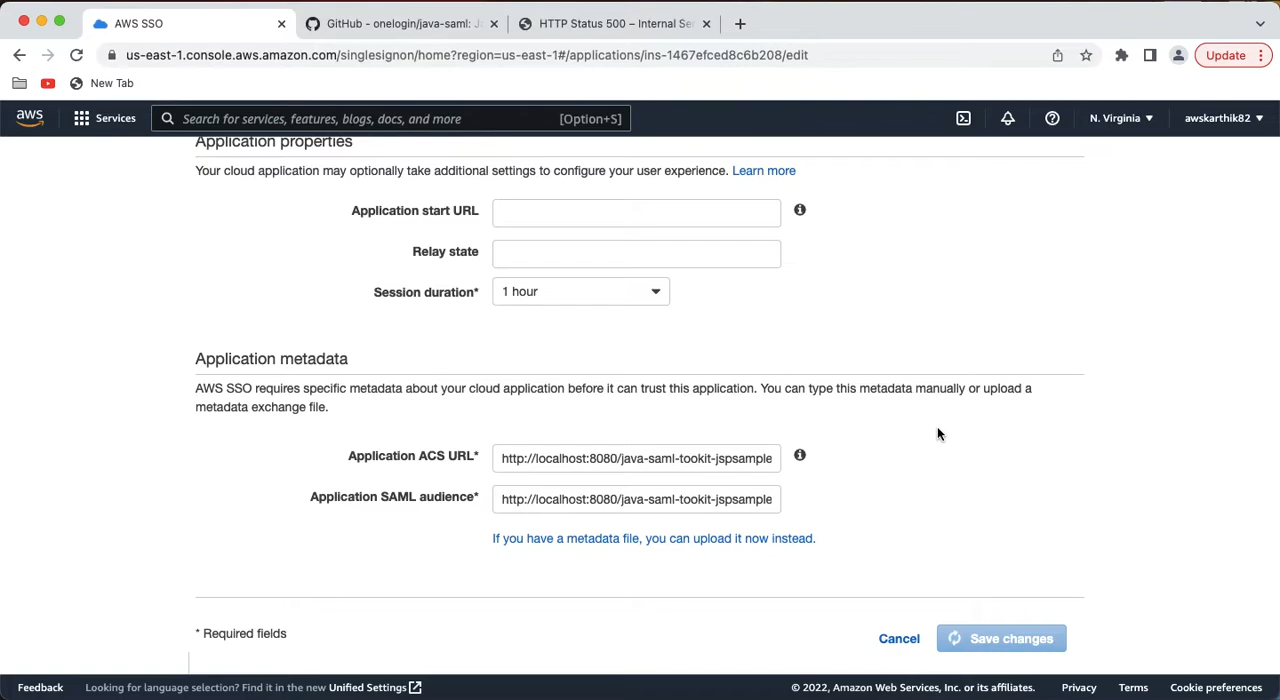 AWS SSO
GitHub – onelogin/java-saml: J
HTTP Status 500 – Internal Se
us-east-1.console.aws.amazon.com/singlesignon/home?region=us-east-1#/applications/ins-1467efced8c6b208/edit
Update
New Tab
aws
Services
Search for services, features, blogs, docs, and more
[Option+S]
N. Virginia
awskarthik82
Application properties
Your cloud application may optionally take additional settings to configure your user experience. Learn more
Application start URL
Relay state
Session duration*
1 hour
Application metadata
AWS SSO requires specific metadata about your cloud application before it can trust this application. You can type this metadata manually or upload a
metadata exchange file.
Application ACS URL*
http://localhost:8080/java-saml-tookit-jspsample
Application SAML audience*
http://localhost:8080/java-saml-tookit-jspsample
If you have a metadata file, you can upload it now instead.
* Required fields
Cancel
Save changes
Feedback
Looking for language selection? Find it in the new Unified Settings
© 2022, Amazon Web Services, Inc. or its affiliates.
Privacy
Terms
Cookie preferences